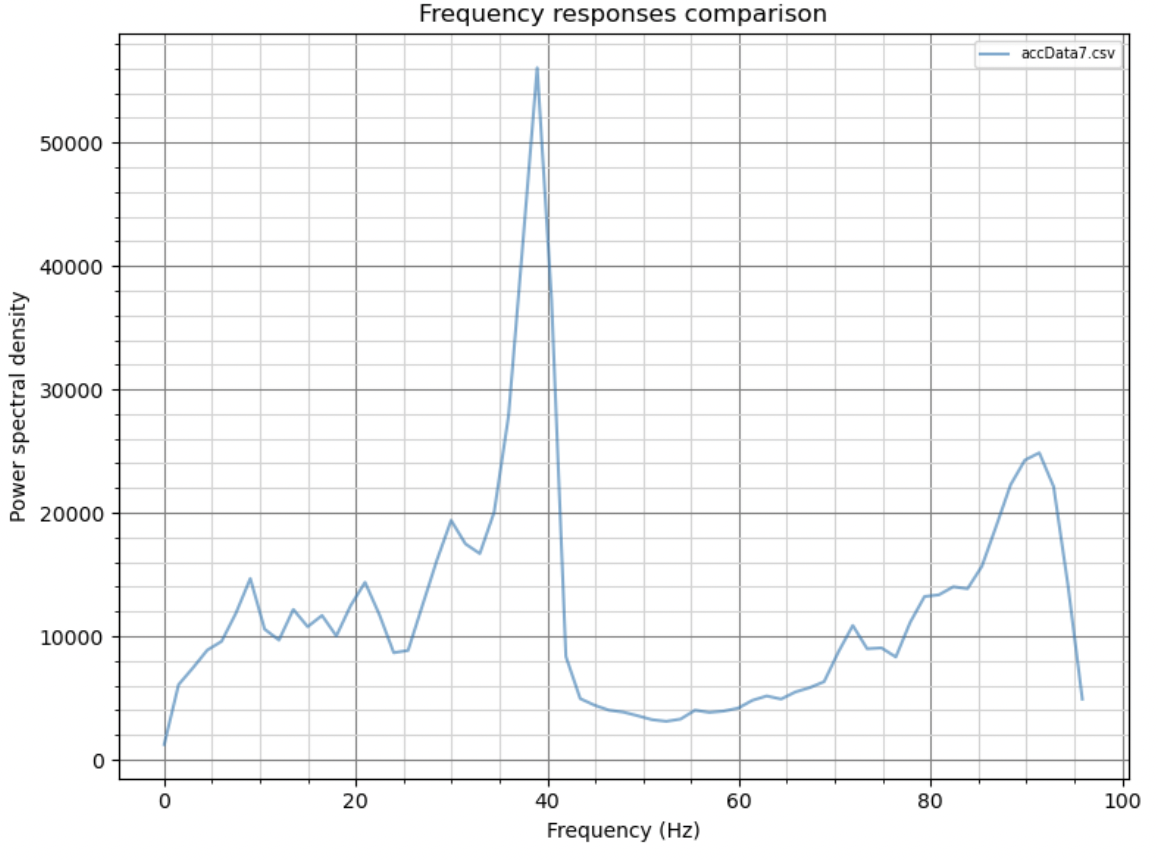 Frequency responses comparison
accData7.csv
50000
40000
30000
20000
10000
0
Power spectral density
0 20 40 60 80 100
Frequency (Hz)